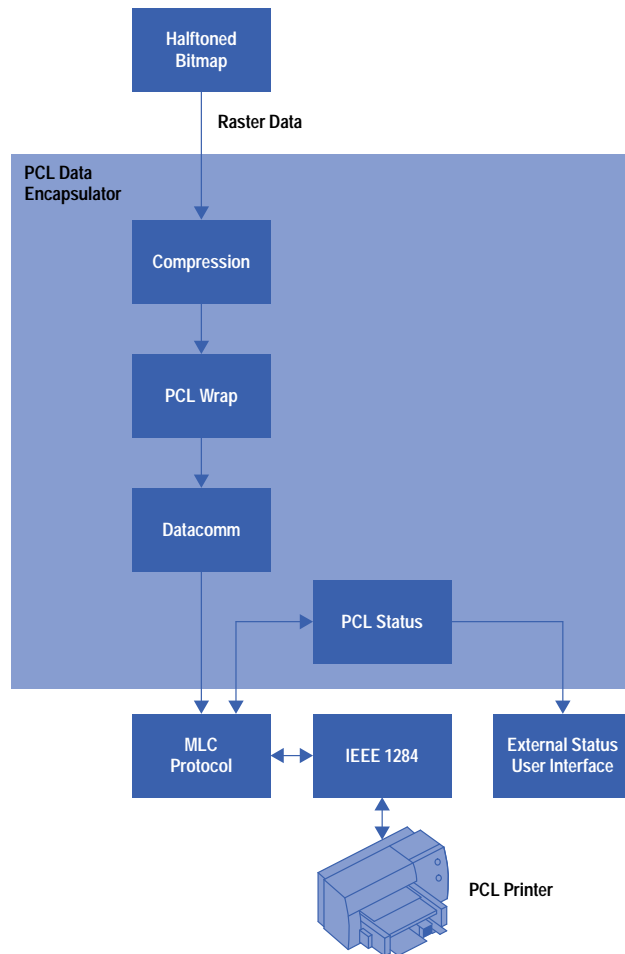 Halftoned
Bitmap
Raster Data
PCL Data
Encapsulator
Compression
PCL Wrap
Datacomm
PCL Status
MLC
Protocol
IEEE 1284
External Status
User Interface
PCL Printer